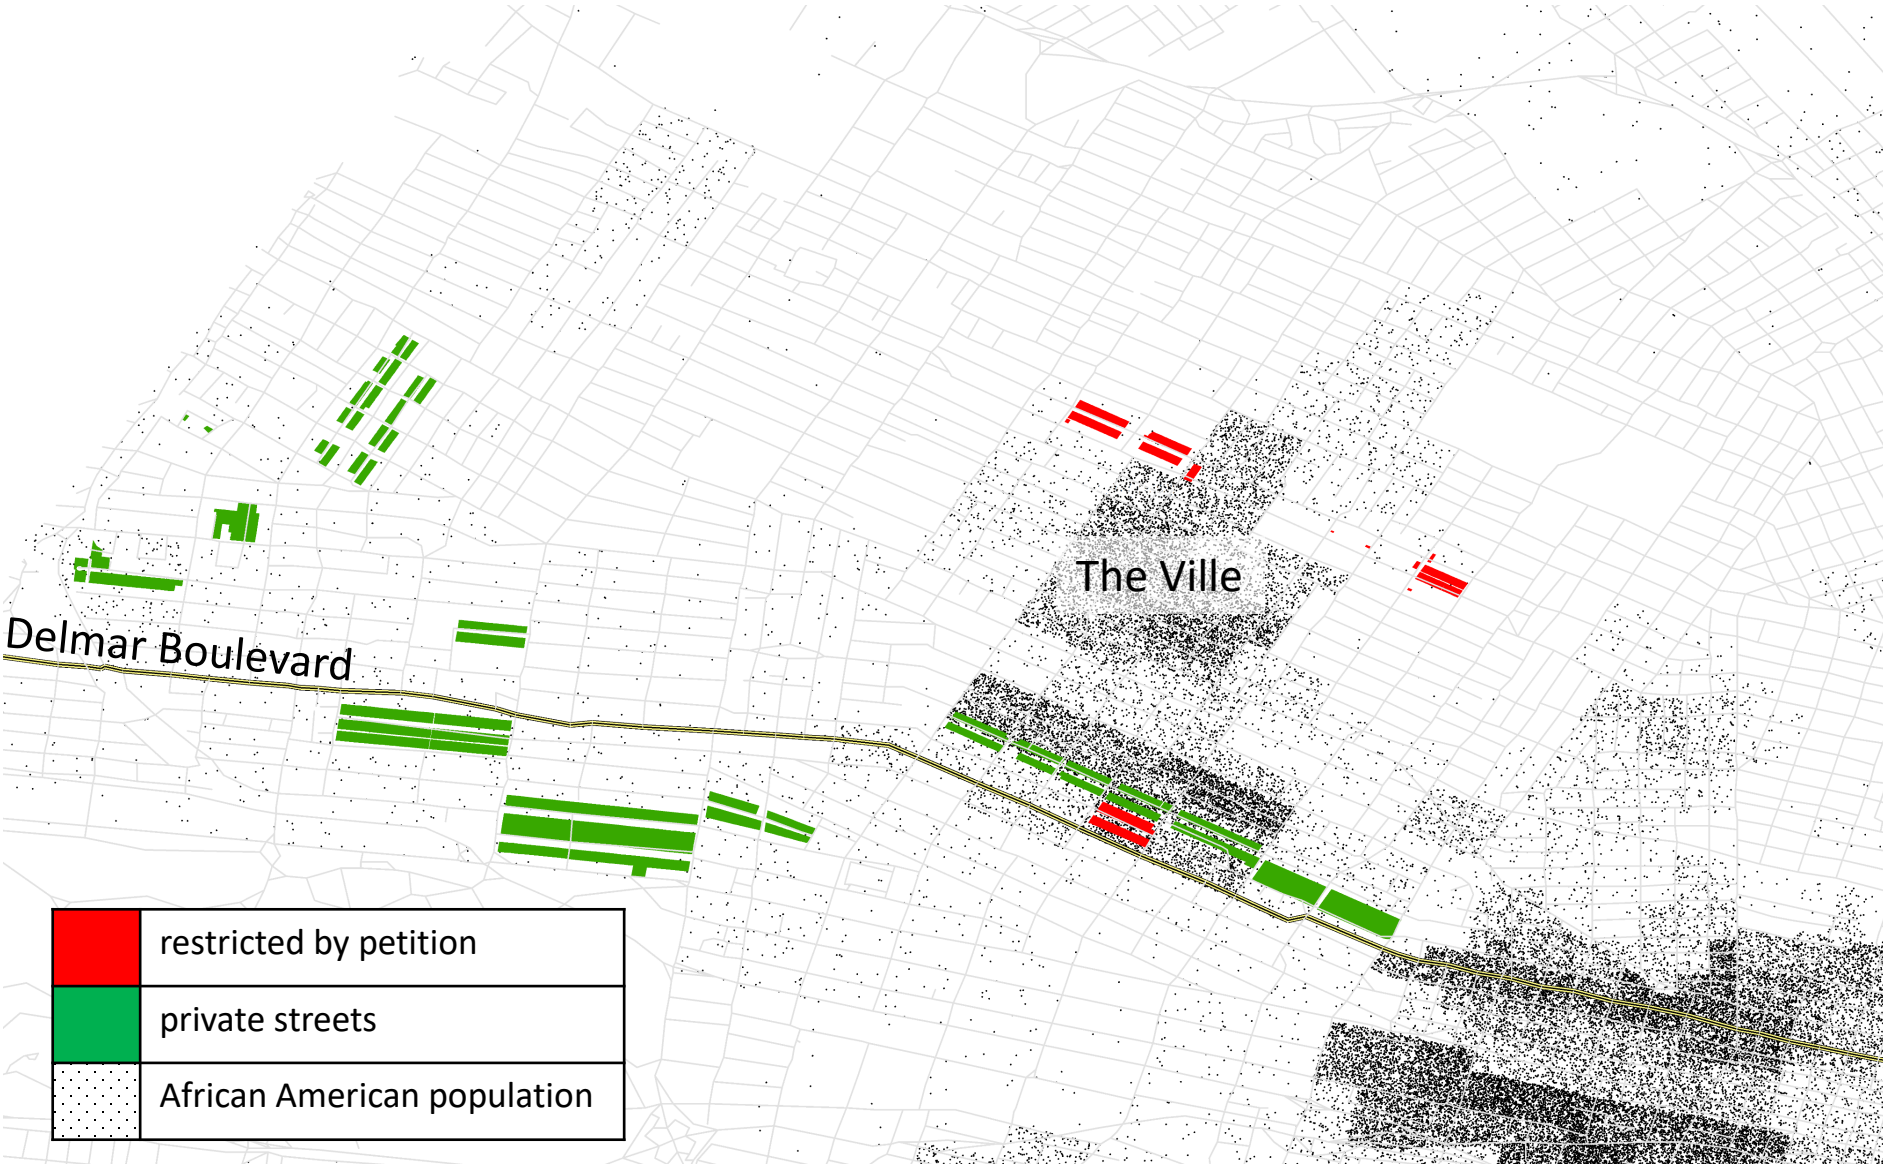 The Ville
Delmar Boulevard
restricted by petition
private streets
African American population